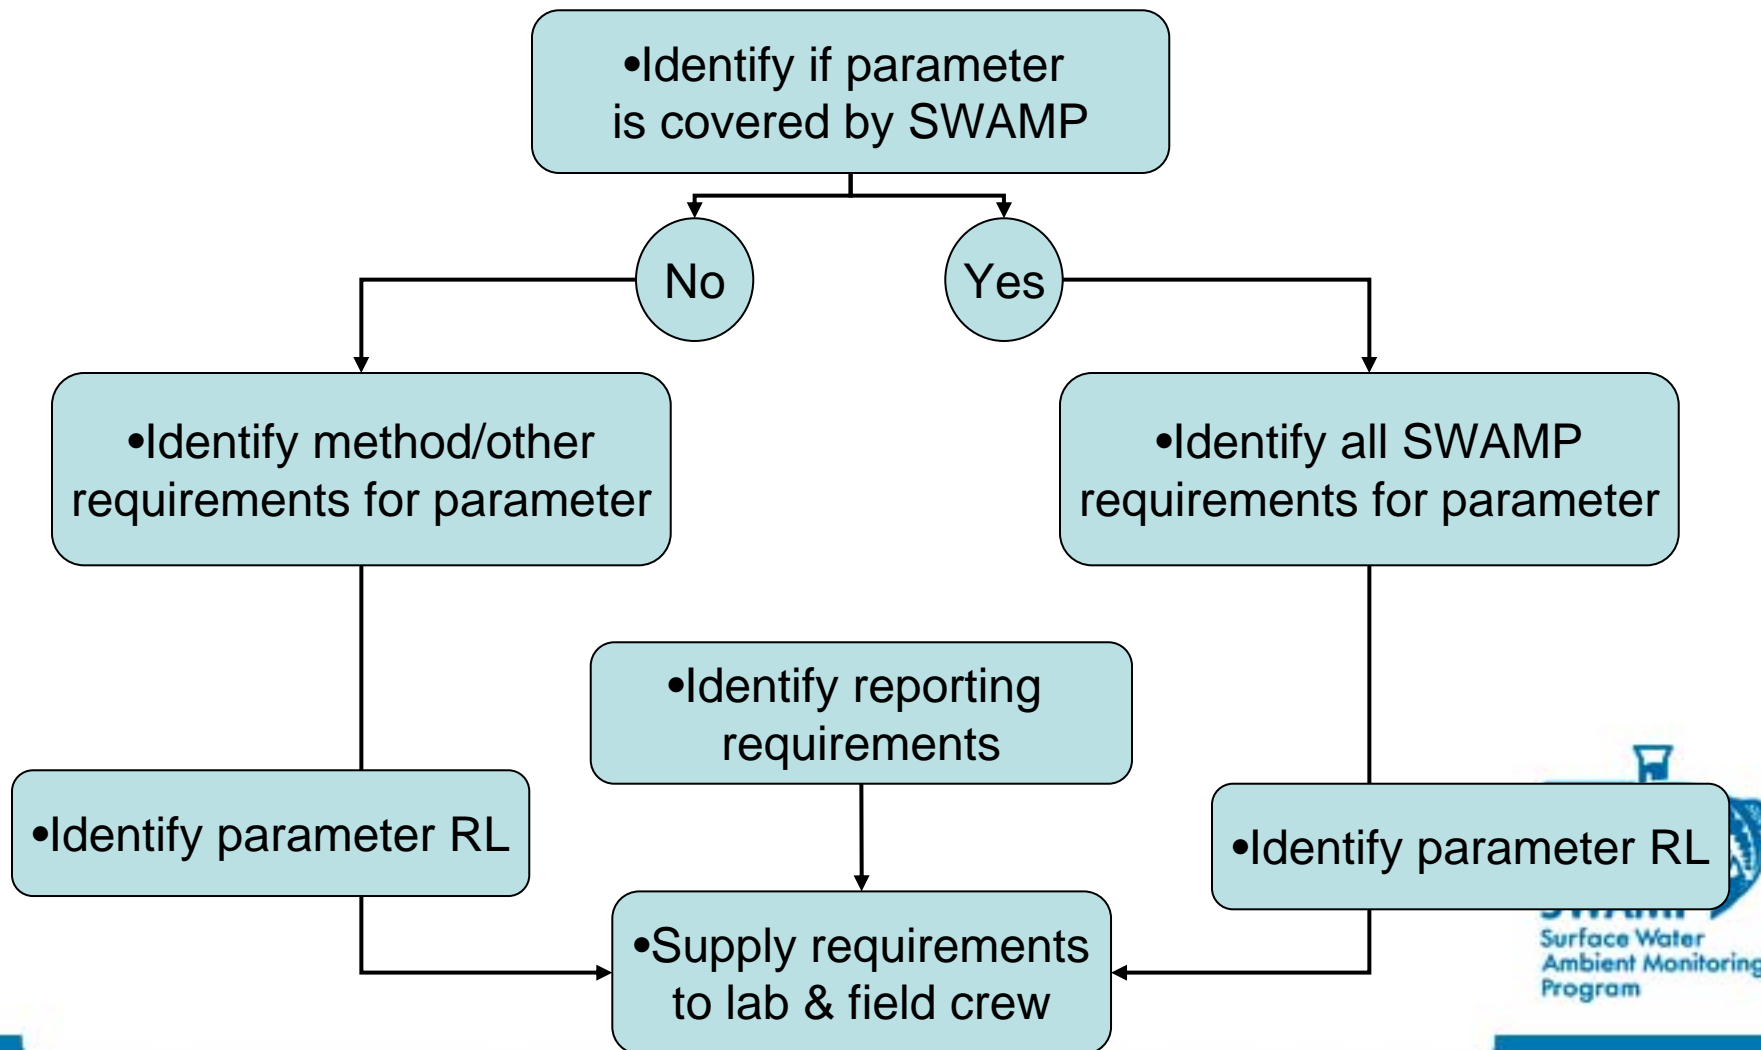 •Identify if parameter
is covered by SWAMP
No
Yes
•Identify method/other
requirements for parameter
•Identify all SWAMP
requirements for parameter
•Identify reporting
requirements
•Identify parameter RL
•Identify parameter RL
•Supply requirements
to lab & field crew
SWAMP
Surface Water
Ambient Monitoring
Program